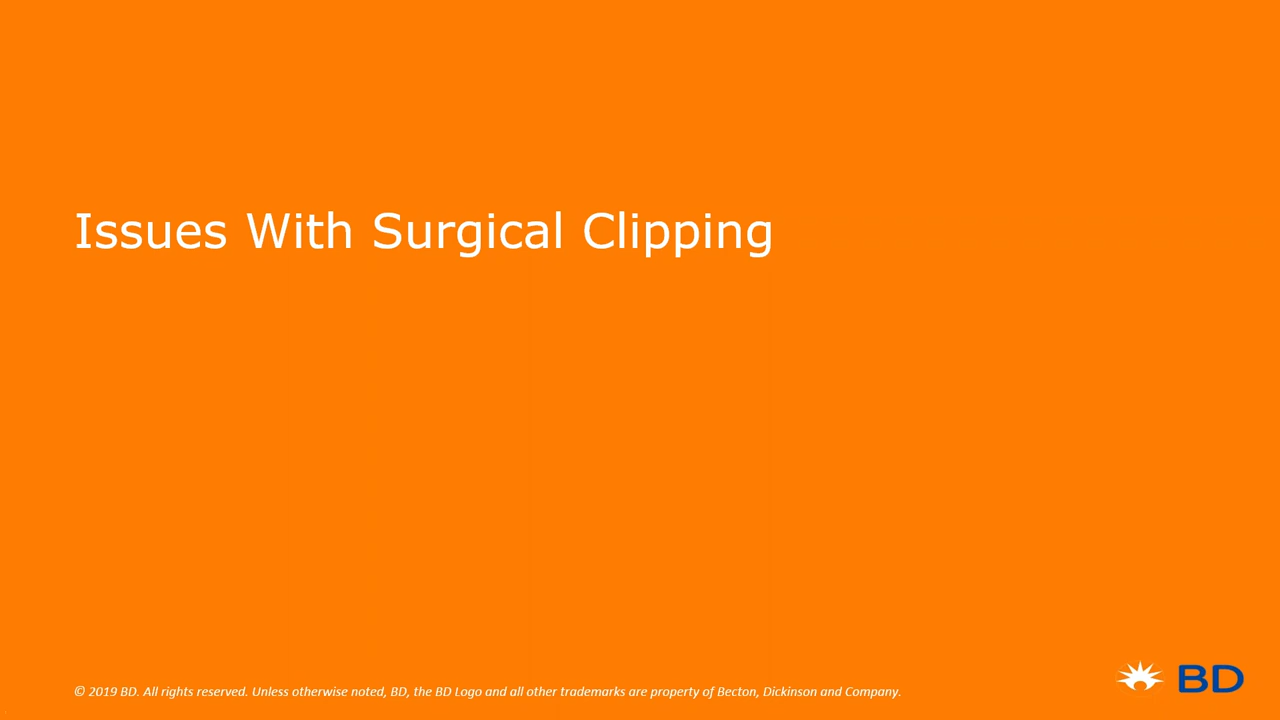 Issues With Surgical Clipping
© 2019 BD. All rights reserved. Unless otherwise noted, BD, the BD Logo and all other trademarks are property of Becton, Dickinson and Company.
BD